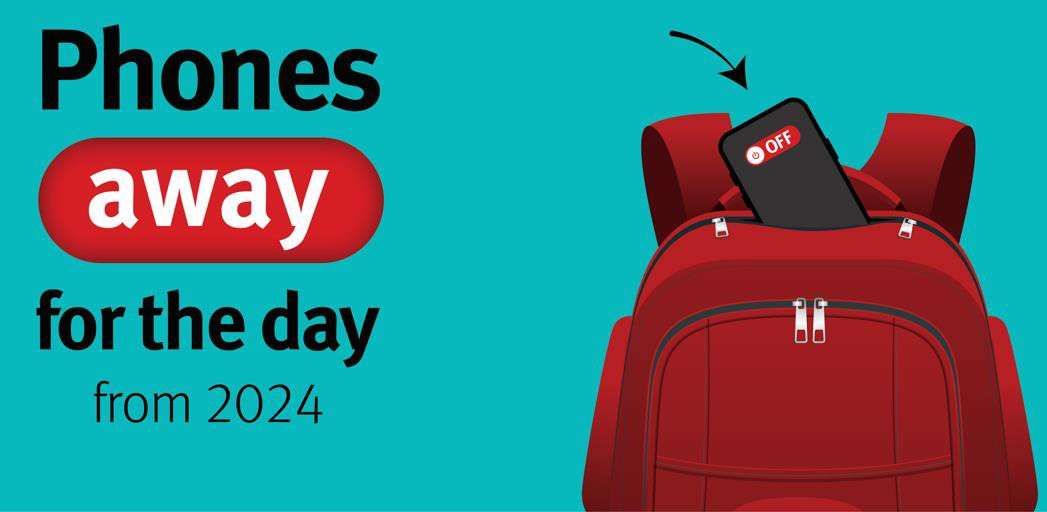 Phones
away
for the day
from 2024
OFF